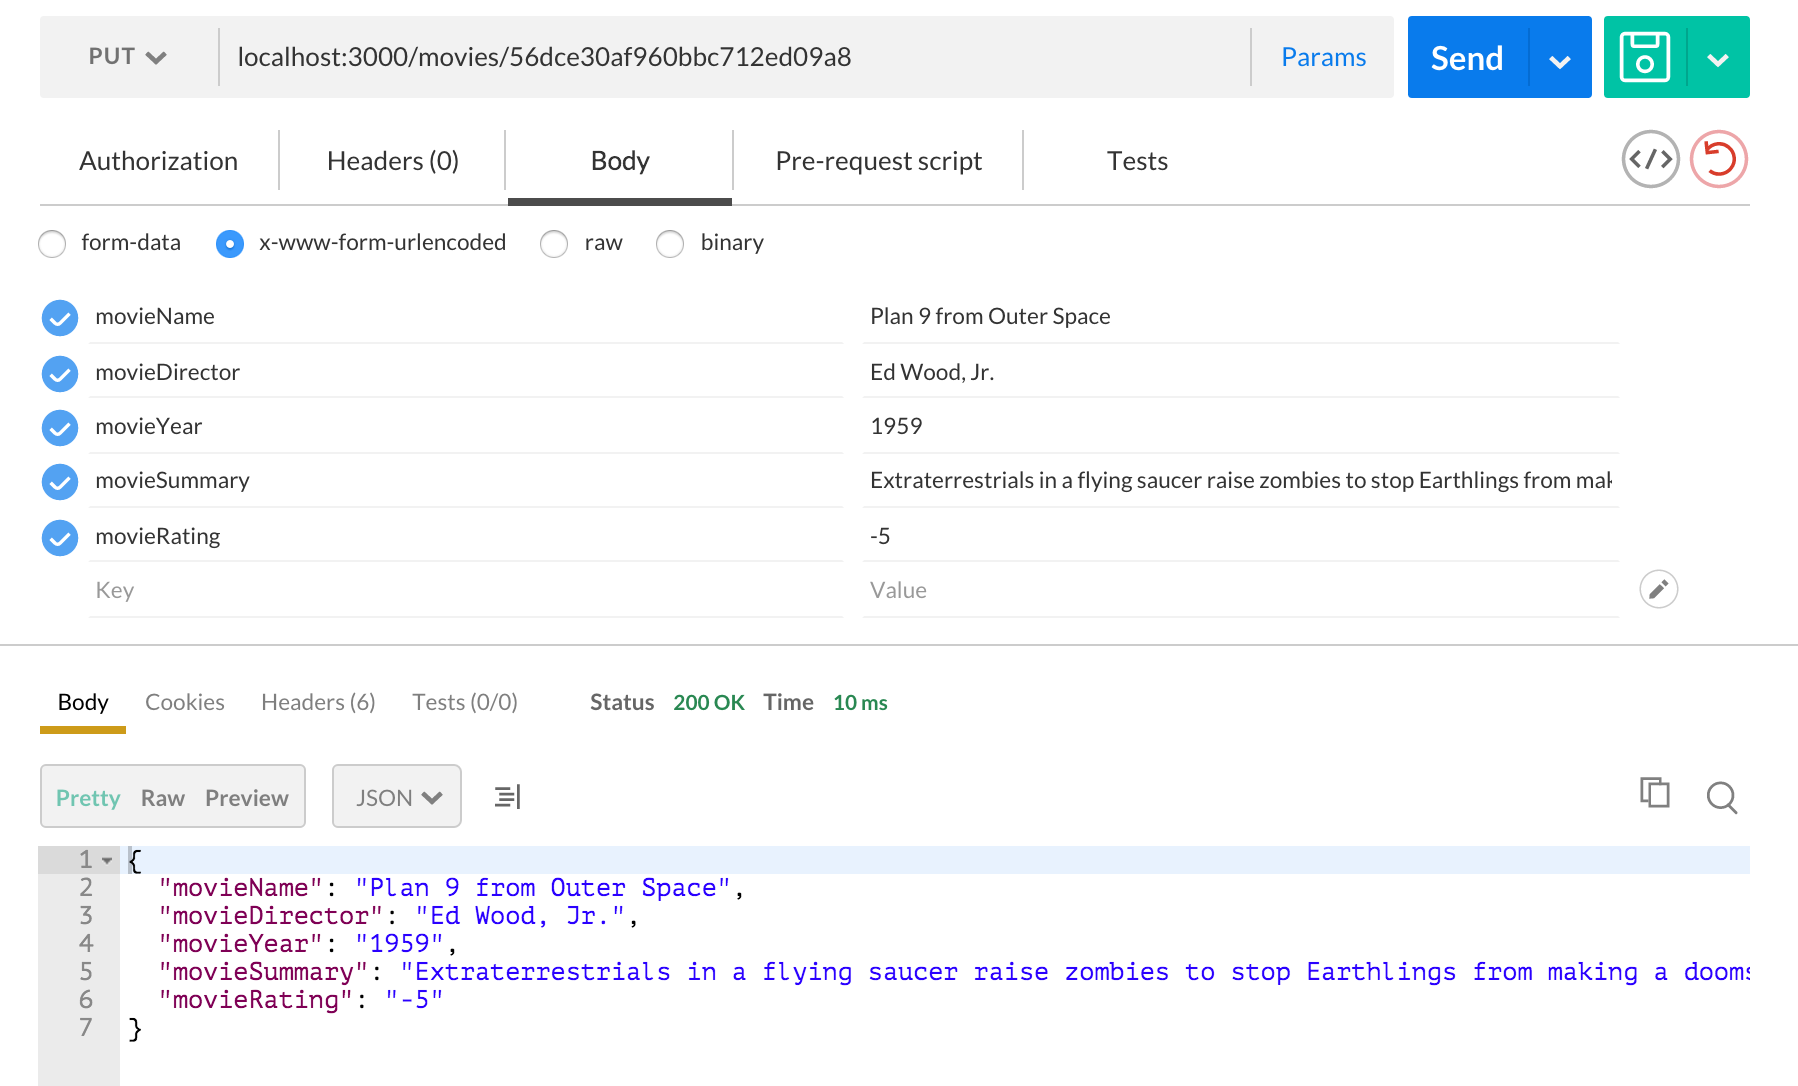 PUT localhost:3000/movies/56dce30af960bbc712ed09a8 Params Send
Authorization Headers (0) Body Pre-request script Tests
form-data x-www-form-urlencoded raw binary
movieName Plan 9 from Outer Space
movieDirector Ed Wood, Jr.
movieYear 1959
movieSummary Extraterrestrials in a flying saucer raise zombies to stop Earthlings from
movieRating -5
Key Value
Body Cookies Headers (6) Tests (0/0) Status 200 OK Time 10 ms
Pretty Raw Preview JSON
1 {
2 "movieName": "Plan 9 from Outer Space",
3 "movieDirector": "Ed Wood, Jr.",
4 "movieYear": "1959",
5 "movieSummary": "Extraterrestrials in a flying saucer raise zombies to stop Earthlings from making a
6 "movieRating": "-5"
7 }